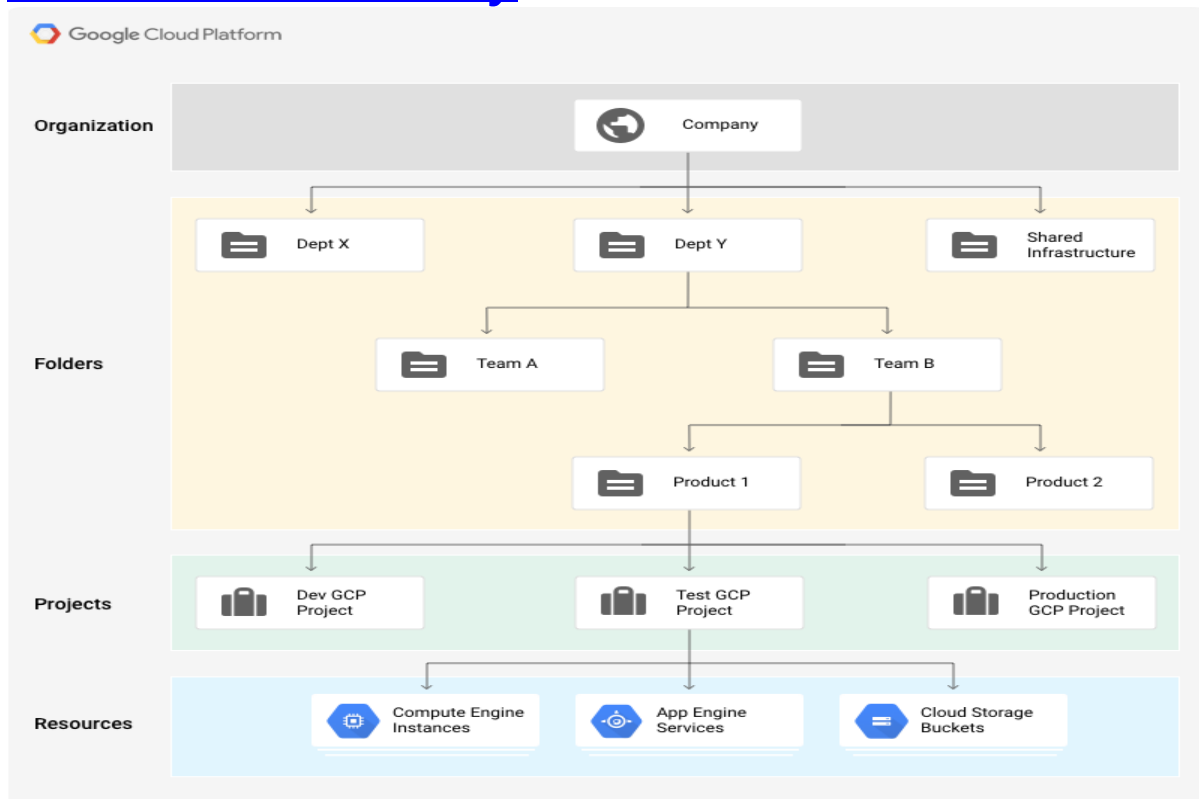 Google Cloud Platform
Organization
Company
Dept X
Dept Y
Shared
Infrastructure
Folders
Team A
Team B
Product 1
Product 2
Projects
Dev GCP
Project
Test GCP
Project
Production
GCP Project
Resources
Compute Engine
Instances
App Engine
Services
Cloud Storage
Buckets